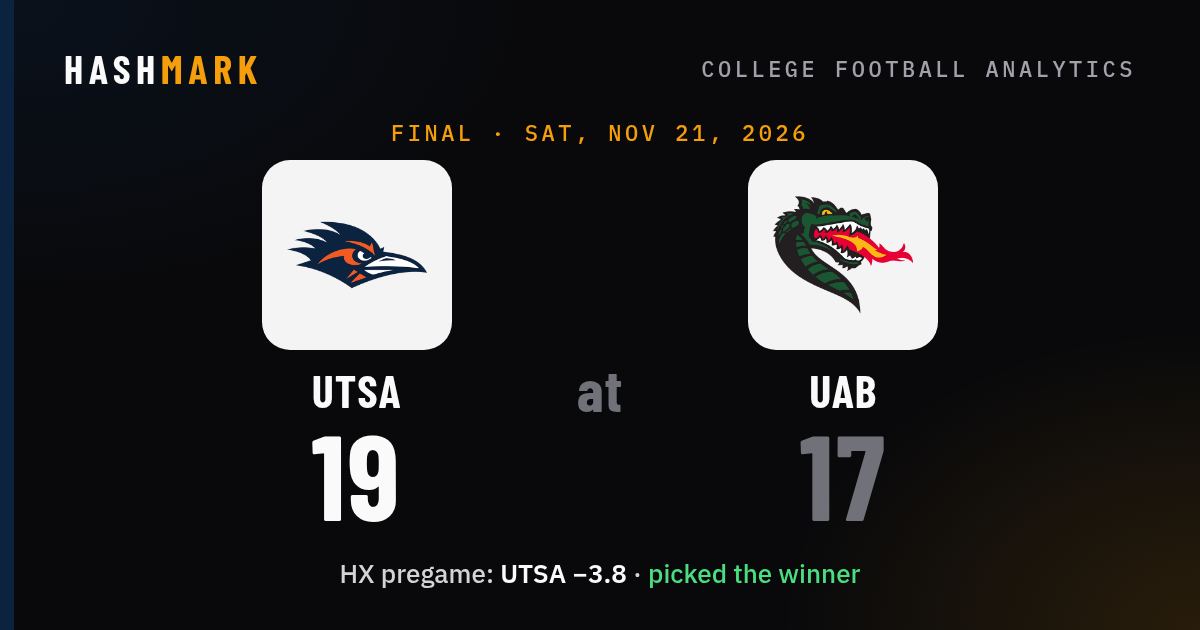 HASHMARK
COLLEGE FOOTBALL ANALYTICS
FINAL · SAT, NOV 21, 2026
UTSA at UAB
19 17
HX pregame: UTSA −3.8 · picked the winner